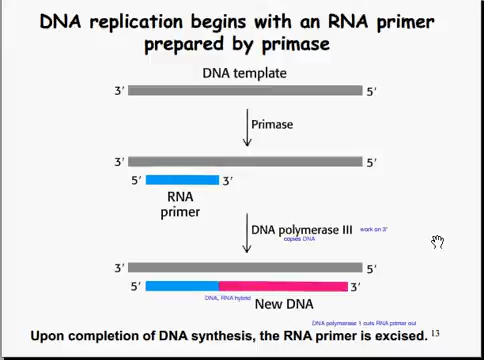 DNA replication begins with an RNA primer
prepared by primase
DNA template
3′ 5′
Primase
3′ 5′
5′ 3′
RNA
primer
DNA polymerase III work on 3'
copies DNA
3′ 5′
5′ 3′
DNA, RNA hybrid
New DNA
DNA polymerase 1 cuts RNA primer out
Upon completion of DNA synthesis, the RNA primer is excised. 13